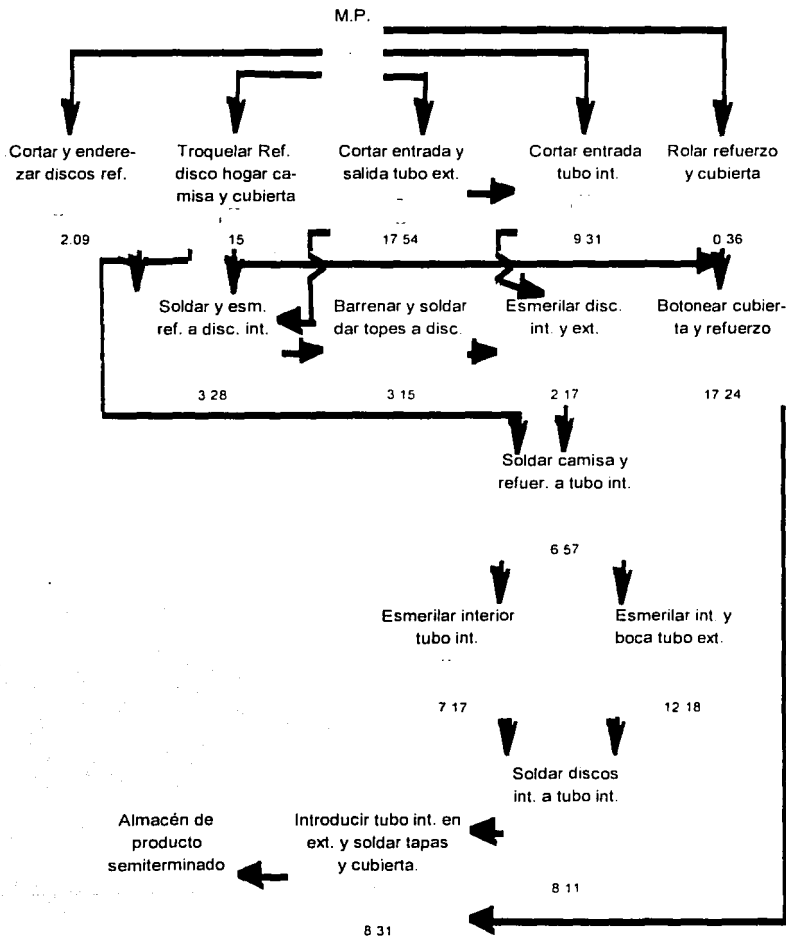 M.P.
Cortar y endere-
zar discos ref.
Troquelar Ref.
disco hogar ca-
misa y cubierta
Cortar entrada y
salida tubo ext.
Cortar entrada
tubo int.
Rolar refuerzo
y cubierta
2.09
15
17 54
9 31
0 36
Soldar y esm.
ref. a disc. int.
Barrenar y soldar
dar topes a disc.
Esmerilar disc.
int. y ext.
Botonear cubier-
ta y refuerzo
3 28
3 15
2 17
17 24
Soldar camisa y
refuer. a tubo int.
6 57
Esmerilar interior
tubo int.
Esmerilar int. y
boca tubo ext.
7 17
12 18
Soldar discos
int. a tubo int.
Almacén de
producto
semiterminado
Introducir tubo int. en
ext. y soldar tapas
y cubierta.
8 11
8 31